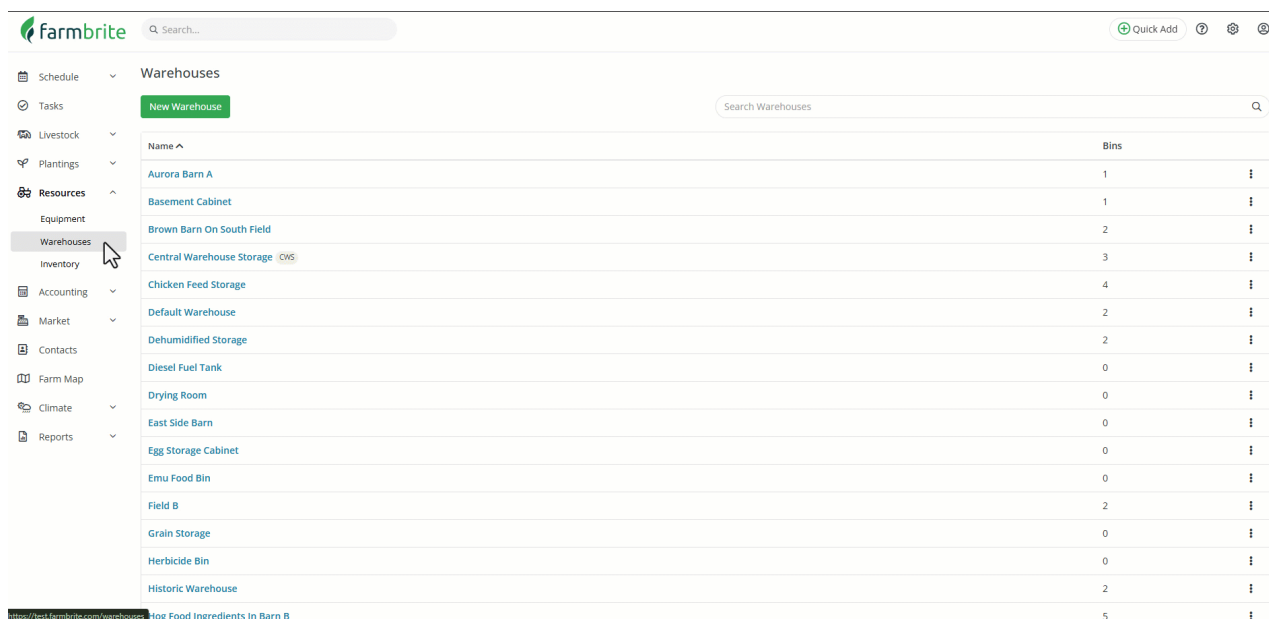 farmbrite
Search...
Quick Add
Schedule
Tasks
Livestock
Plantings
Resources
Equipment
Warehouses
Inventory
Accounting
Market
Contacts
Farm Map
Climate
Reports
Warehouses
New Warehouse
Search Warehouses
Name Bins
Aurora Barn A 1
Basement Cabinet 1
Brown Barn On South Field 2
Central Warehouse Storage CWS 3
Chicken Feed Storage 4
Default Warehouse 2
Dehumidified Storage 2
Diesel Fuel Tank 0
Drying Room 0
East Side Barn 0
Egg Storage Cabinet 0
Emu Food Bin 0
Field B 2
Grain Storage 0
Herbicide Bin 0
Historic Warehouse 2
Hog Food Ingredients In Barn B 5
https://test.farmbrite.com/warehouses